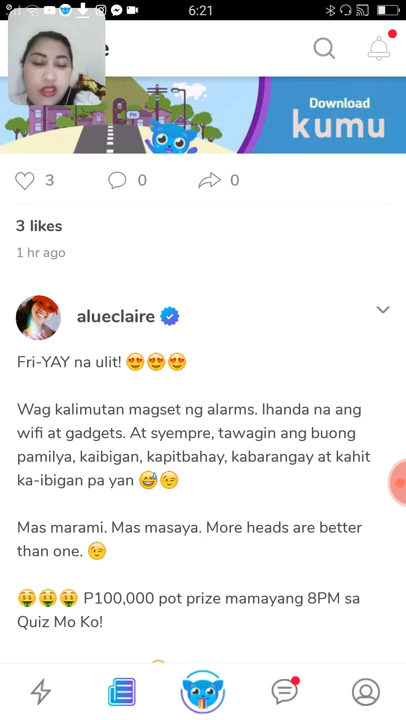 6:21
e
PN
Download
kumu
3
0
0
3 likes
1 hr ago
alueclaire
Fri-YAY na ulit! 😍😍😍
Wag kalimutan magset ng alarms. Ihanda na ang
wifi at gadgets. At syempre, tawagin ang buong
pamilya, kaibigan, kapitbahay, kabarangay at kahit
ka-ibigan pa yan 😅😉
Mas marami. Mas masaya. More heads are better
than one. 😉
🤑🤑🤑 P100,000 pot prize mamayang 8PM sa
Quiz Mo Ko!